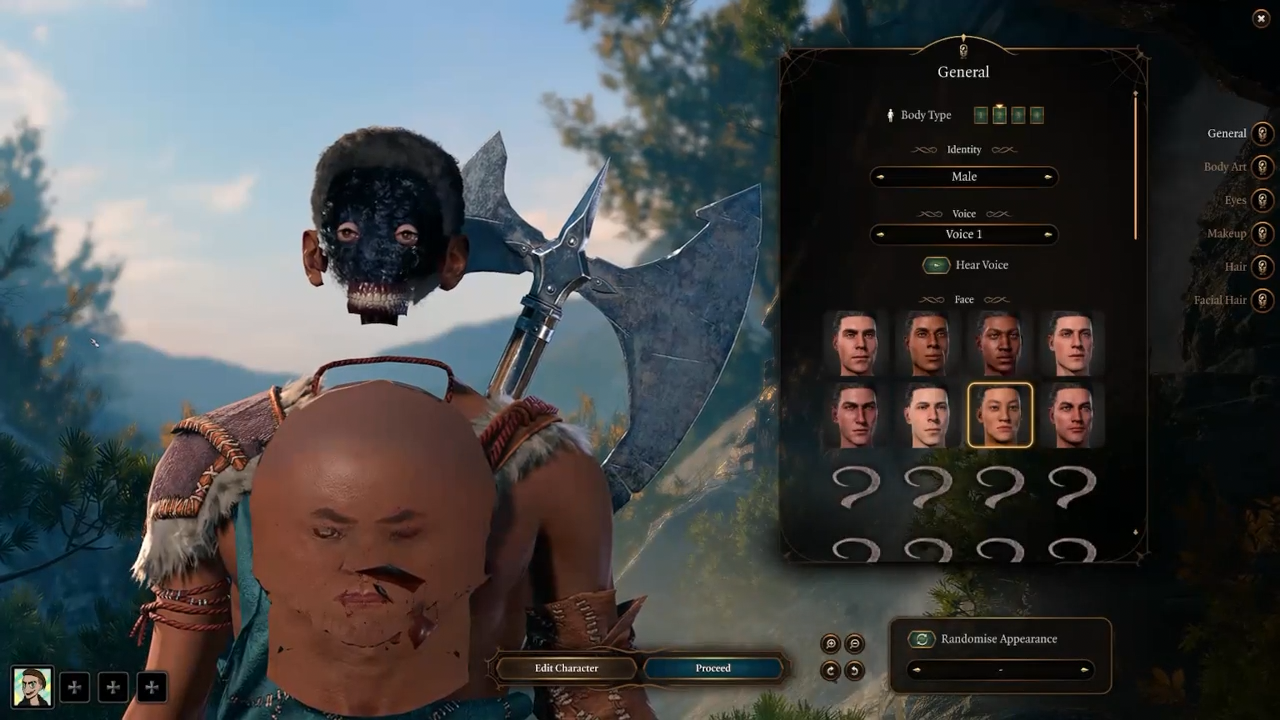 General
Body Type
Identity
Male
Voice
Voice 1
Hear Voice
Face
General
Body Art
Eyes
Makeup
Hair
Facial Hair
Edit Character
Proceed
Randomise Appearance
-